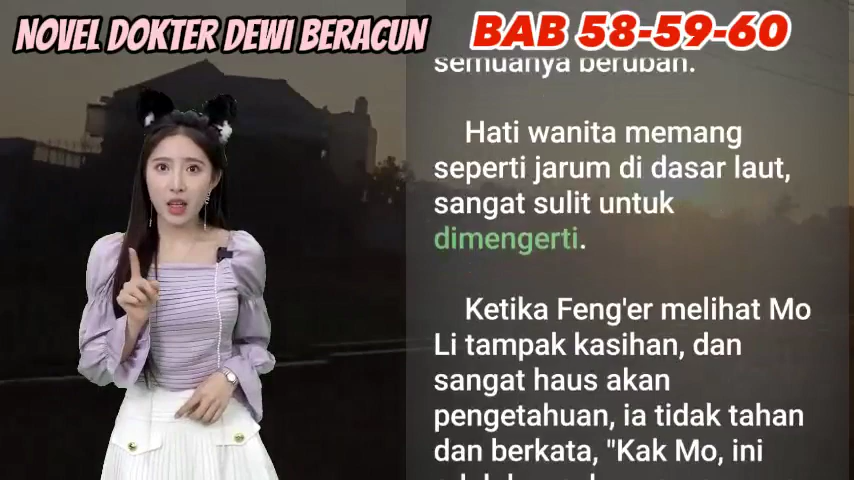 NOVEL DOKTER DEWI BERACUN
BAB 58-59-60
semuanya berubah.
Hati wanita memang
seperti jarum di dasar laut,
sangat sulit untuk
dimengerti.
Ketika Feng'er melihat Mo
Li tampak kasihan, dan
sangat haus akan
pengetahuan, ia tidak tahan
dan berkata, "Kak Mo, ini